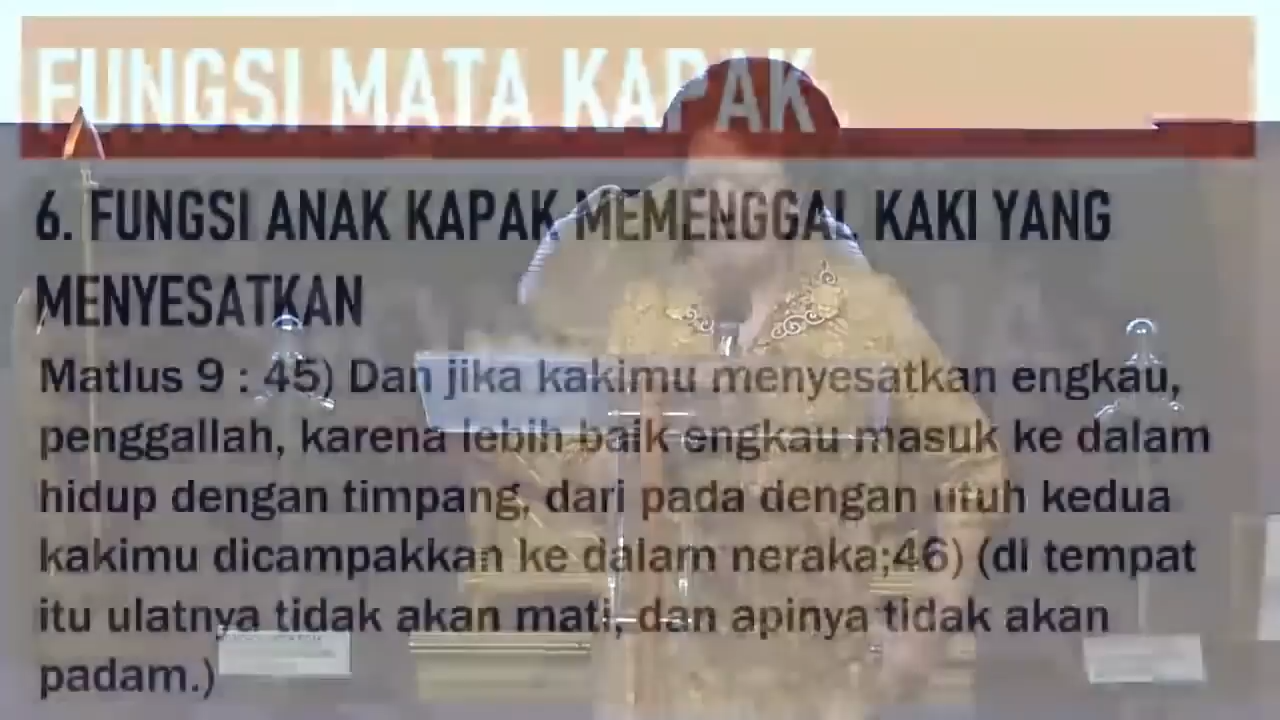 FUNGSI MATA KAPAK
6. FUNGSI ANAK KAPAK MEMENGGAL KAKI YANG
MENYESATKAN
Matlus 9 : 45) Dan jika kakimu menyesatkan engkau,
penggallah, karena lebih baik engkau masuk ke dalam
hidup dengan timpang, dari pada dengan utuh kedua
kakimu dicampakkan ke dalam neraka;46) (di tempat
itu ulatnya tidak akan mati, dan apinya tidak akan
padam.)